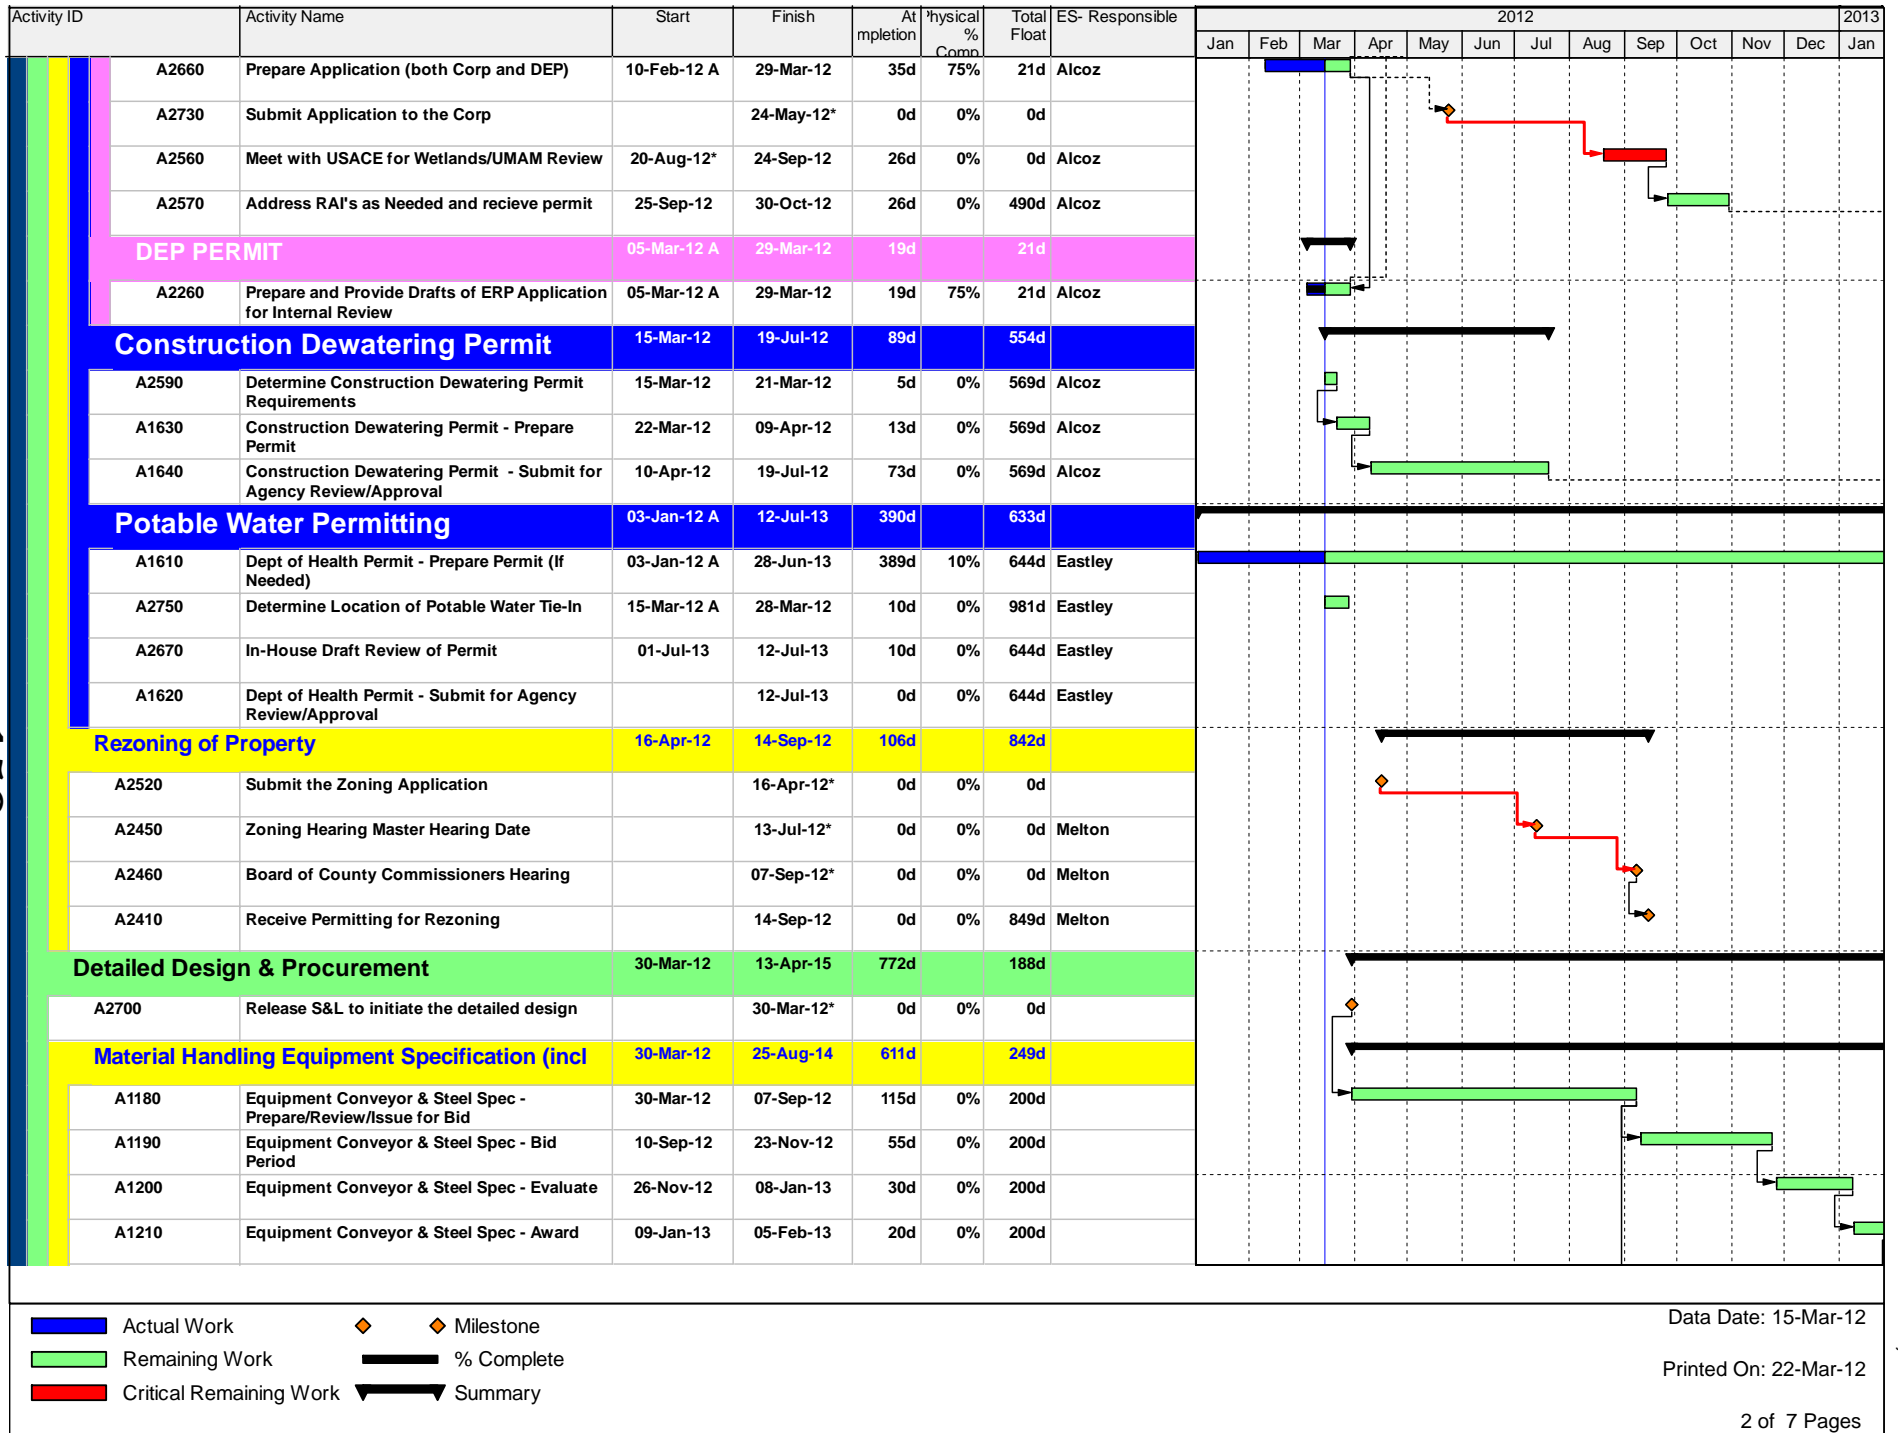 Activity ID Activity Name Start Finish At Physical Total ES- Responsible 2012 2013
mpletion % Float
Comp
Jan Feb Mar Apr May Jun Jul Aug Sep Oct Nov Dec Jan
A2660 Prepare Application (both Corp and DEP) 10-Feb-12 A 29-Mar-12 35d 75% 21d Alcoz
A2730 Submit Application to the Corp 24-May-12* 0d 0% 0d
A2560 Meet with USACE for Wetlands/UMAM Review 20-Aug-12* 24-Sep-12 26d 0% 0d Alcoz
A2570 Address RAI's as Needed and recieve permit 25-Sep-12 30-Oct-12 26d 0% 490d Alcoz
DEP PERMIT 05-Mar-12 A 29-Mar-12 19d 21d
A2260 Prepare and Provide Drafts of ERP Application 05-Mar-12 A 29-Mar-12 19d 75% 21d Alcoz
for Internal Review
Construction Dewatering Permit 15-Mar-12 19-Jul-12 89d 554d
A2590 Determine Construction Dewatering Permit 15-Mar-12 21-Mar-12 5d 0% 569d Alcoz
Requirements
A1630 Construction Dewatering Permit - Prepare 22-Mar-12 09-Apr-12 13d 0% 569d Alcoz
Permit
A1640 Construction Dewatering Permit - Submit for 10-Apr-12 19-Jul-12 73d 0% 569d Alcoz
Agency Review/Approval
Potable Water Permitting 03-Jan-12 A 12-Jul-13 390d 633d
A1610 Dept of Health Permit - Prepare Permit (If 03-Jan-12 A 28-Jun-13 389d 10% 644d Eastley
Needed)
A2750 Determine Location of Potable Water Tie-In 15-Mar-12 A 28-Mar-12 10d 0% 981d Eastley
A2670 In-House Draft Review of Permit 01-Jul-13 12-Jul-13 10d 0% 644d Eastley
A1620 Dept of Health Permit - Submit for Agency 12-Jul-13 0d 0% 644d Eastley
Review/Approval
Rezoning of Property 16-Apr-12 14-Sep-12 106d 842d
A2520 Submit the Zoning Application 16-Apr-12* 0d 0% 0d
A2450 Zoning Hearing Master Hearing Date 13-Jul-12* 0d 0% 0d Melton
A2460 Board of County Commissioners Hearing 07-Sep-12* 0d 0% 0d Melton
A2410 Receive Permitting for Rezoning 14-Sep-12 0d 0% 849d Melton
Detailed Design & Procurement 30-Mar-12 13-Apr-15 772d 188d
A2700 Release S&L to initiate the detailed design 30-Mar-12* 0d 0% 0d
Material Handling Equipment Specification (incl 30-Mar-12 25-Aug-14 611d 249d
A1180 Equipment Conveyor & Steel Spec - 30-Mar-12 07-Sep-12 115d 0% 200d
Prepare/Review/Issue for Bid
A1190 Equipment Conveyor & Steel Spec - Bid 10-Sep-12 23-Nov-12 55d 0% 200d
Period
A1200 Equipment Conveyor & Steel Spec - Evaluate 26-Nov-12 08-Jan-13 30d 0% 200d
A1210 Equipment Conveyor & Steel Spec - Award 09-Jan-13 05-Feb-13 20d 0% 200d
Actual Work Milestone
Remaining Work % Complete
Critical Remaining Work Summary
Data Date: 15-Mar-12
Printed On: 22-Mar-12
2 of 7 Pages